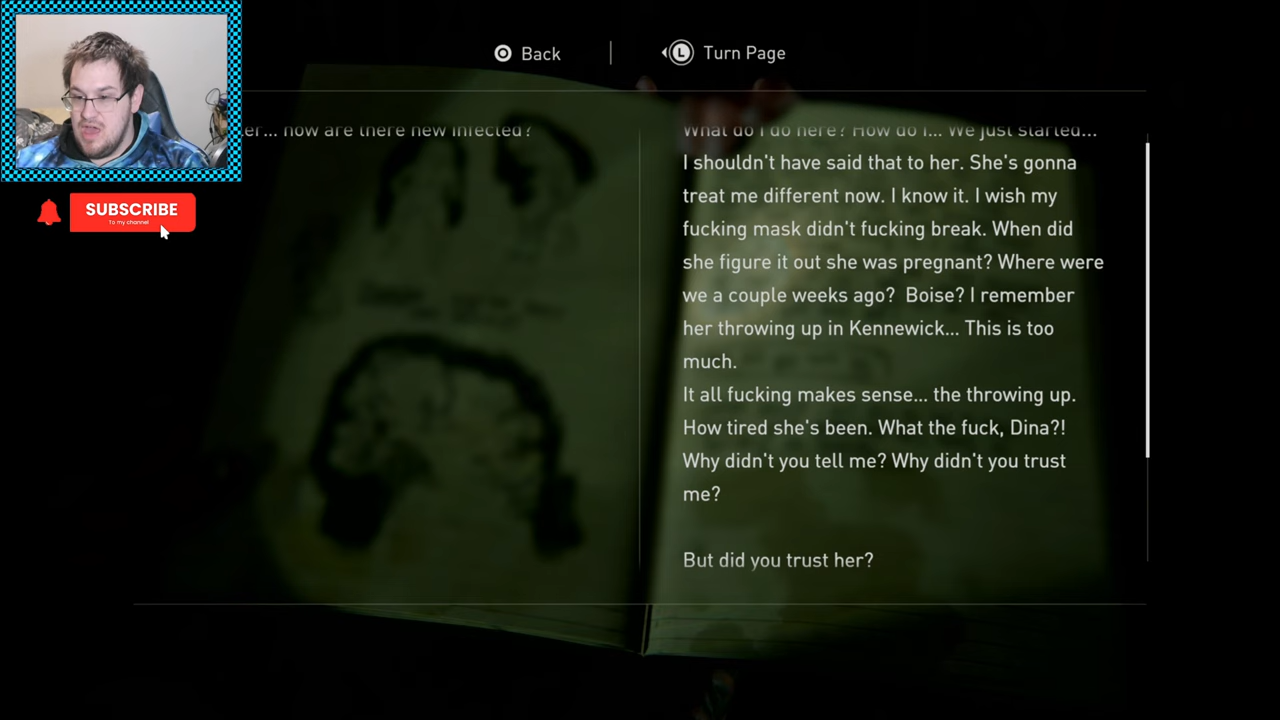 Back
Turn Page
SUBSCRIBE
To my channel
er... how are there new infected?
What do I do here? How do I... We just started...
I shouldn't have said that to her. She's gonna
treat me different now. I know it. I wish my
fucking mask didn't fucking break. When did
she figure it out she was pregnant? Where were
we a couple weeks ago? Boise? I remember
her throwing up in Kennewick... This is too
much.
It all fucking makes sense... the throwing up.
How tired she's been. What the fuck, Dina?!
Why didn't you tell me? Why didn't you trust
me?
But did you trust her?